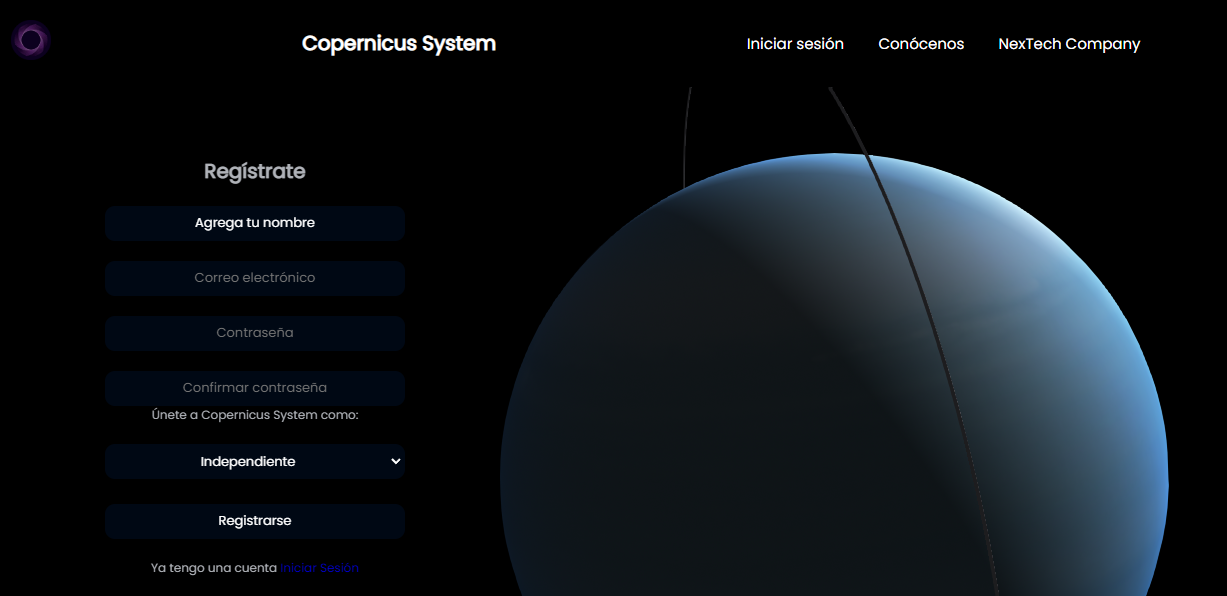 Copernicus System
Iniciar sesión
Conócenos
NexTech Company
Regístrate
Agrega tu nombre
Correo electrónico
Contraseña
Confirmar contraseña
Únete a Copernicus System como:
Independiente
Registrarse
Ya tengo una cuenta Iniciar Sesión